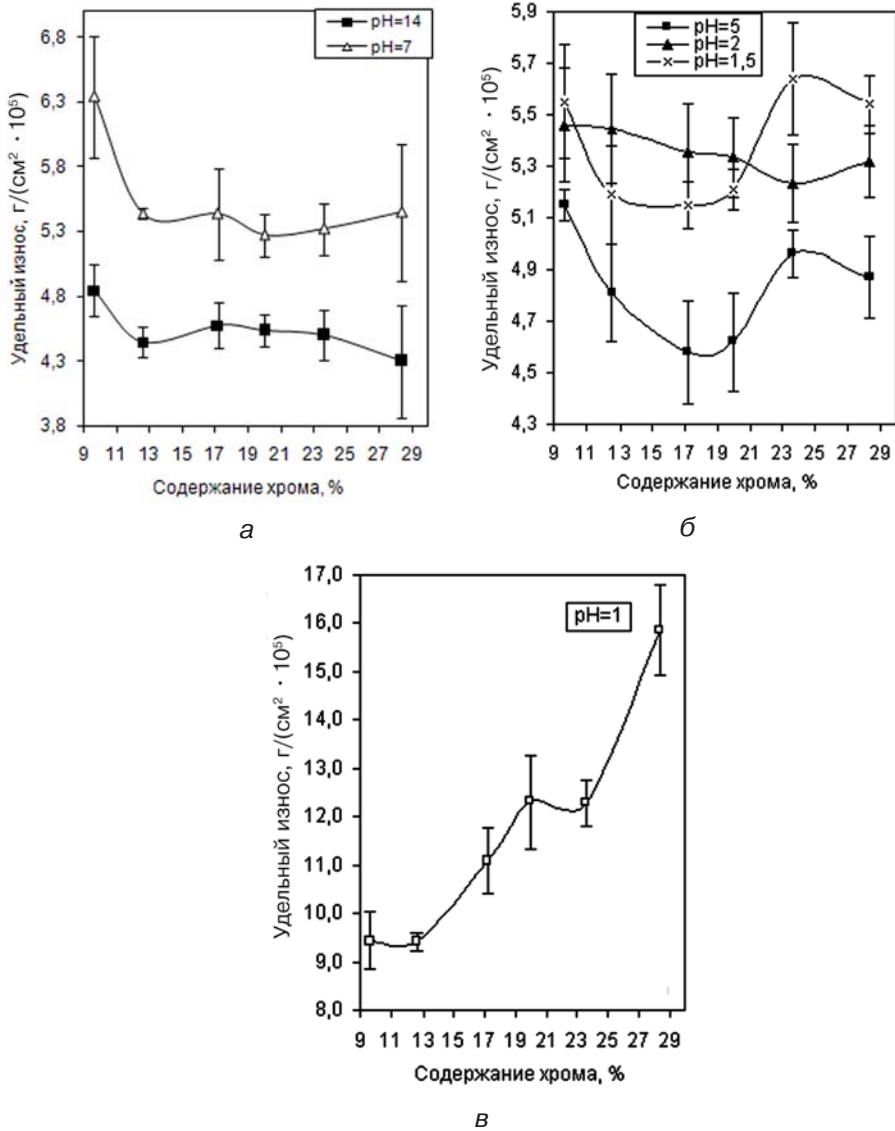 Удельный износ, г/(см² · 10⁵)
6,8
6,3
5,8
5,3
4,8
4,3
3,8
pH=14
pH=7
9 11 13 15 17 19 21 23 25 27 29
Содержание хрома, %
а
Удельный износ, г/(см² · 10⁵)
5,9
5,7
5,5
5,3
5,1
4,9
4,7
4,5
4,3
pH=5
pH=2
pH=1,5
9 11 13 15 17 19 21 23 25 27 29
Содержание хрома, %
б
Удельный износ, г/(см² · 10⁵)
17,0
16,0
15,0
14,0
13,0
12,0
11,0
10,0
9,0
8,0
pH=1
9 11 13 15 17 19 21 23 25 27 29
Содержание хрома, %
в